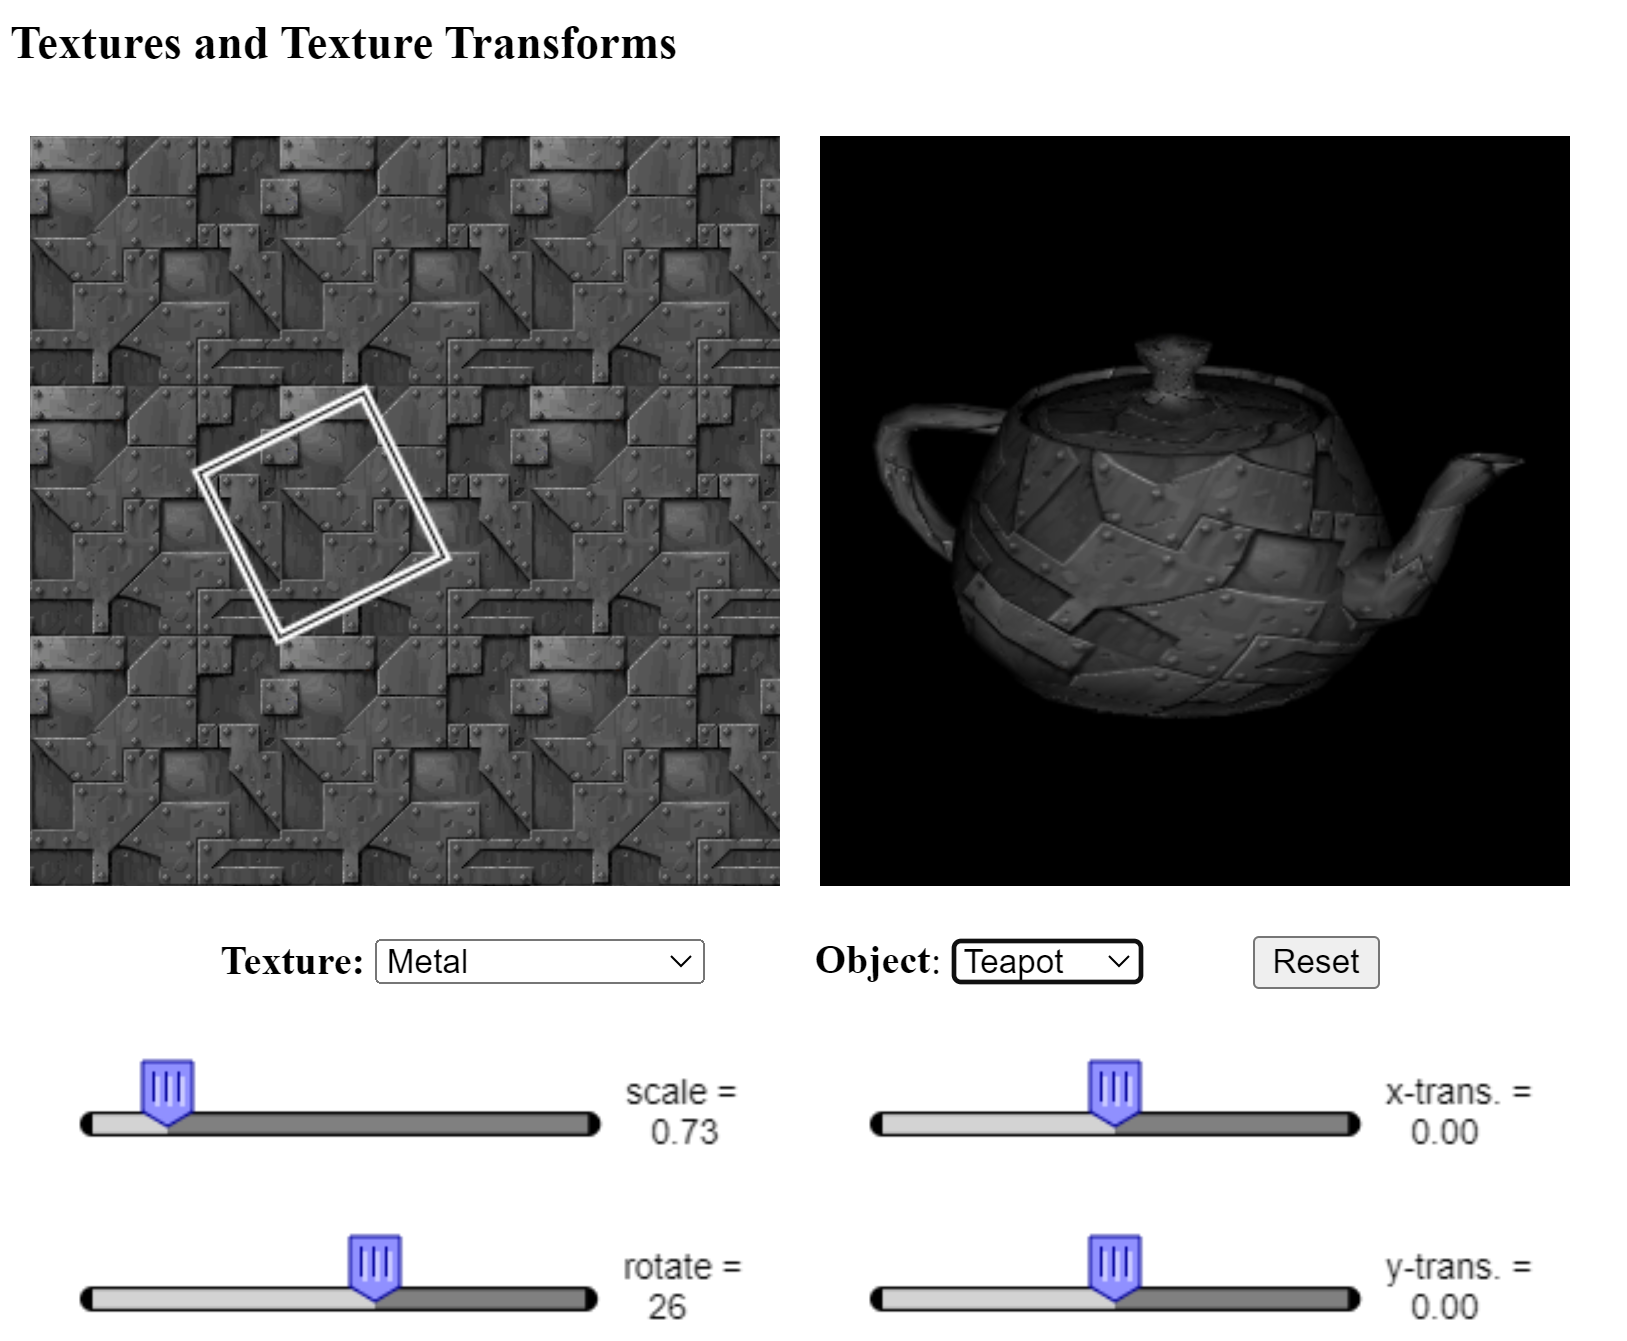 Textures and Texture Transforms
Texture: Metal
Object: Teapot
Reset
scale =
0.73
x-trans. =
0.00
rotate =
26
y-trans. =
0.00